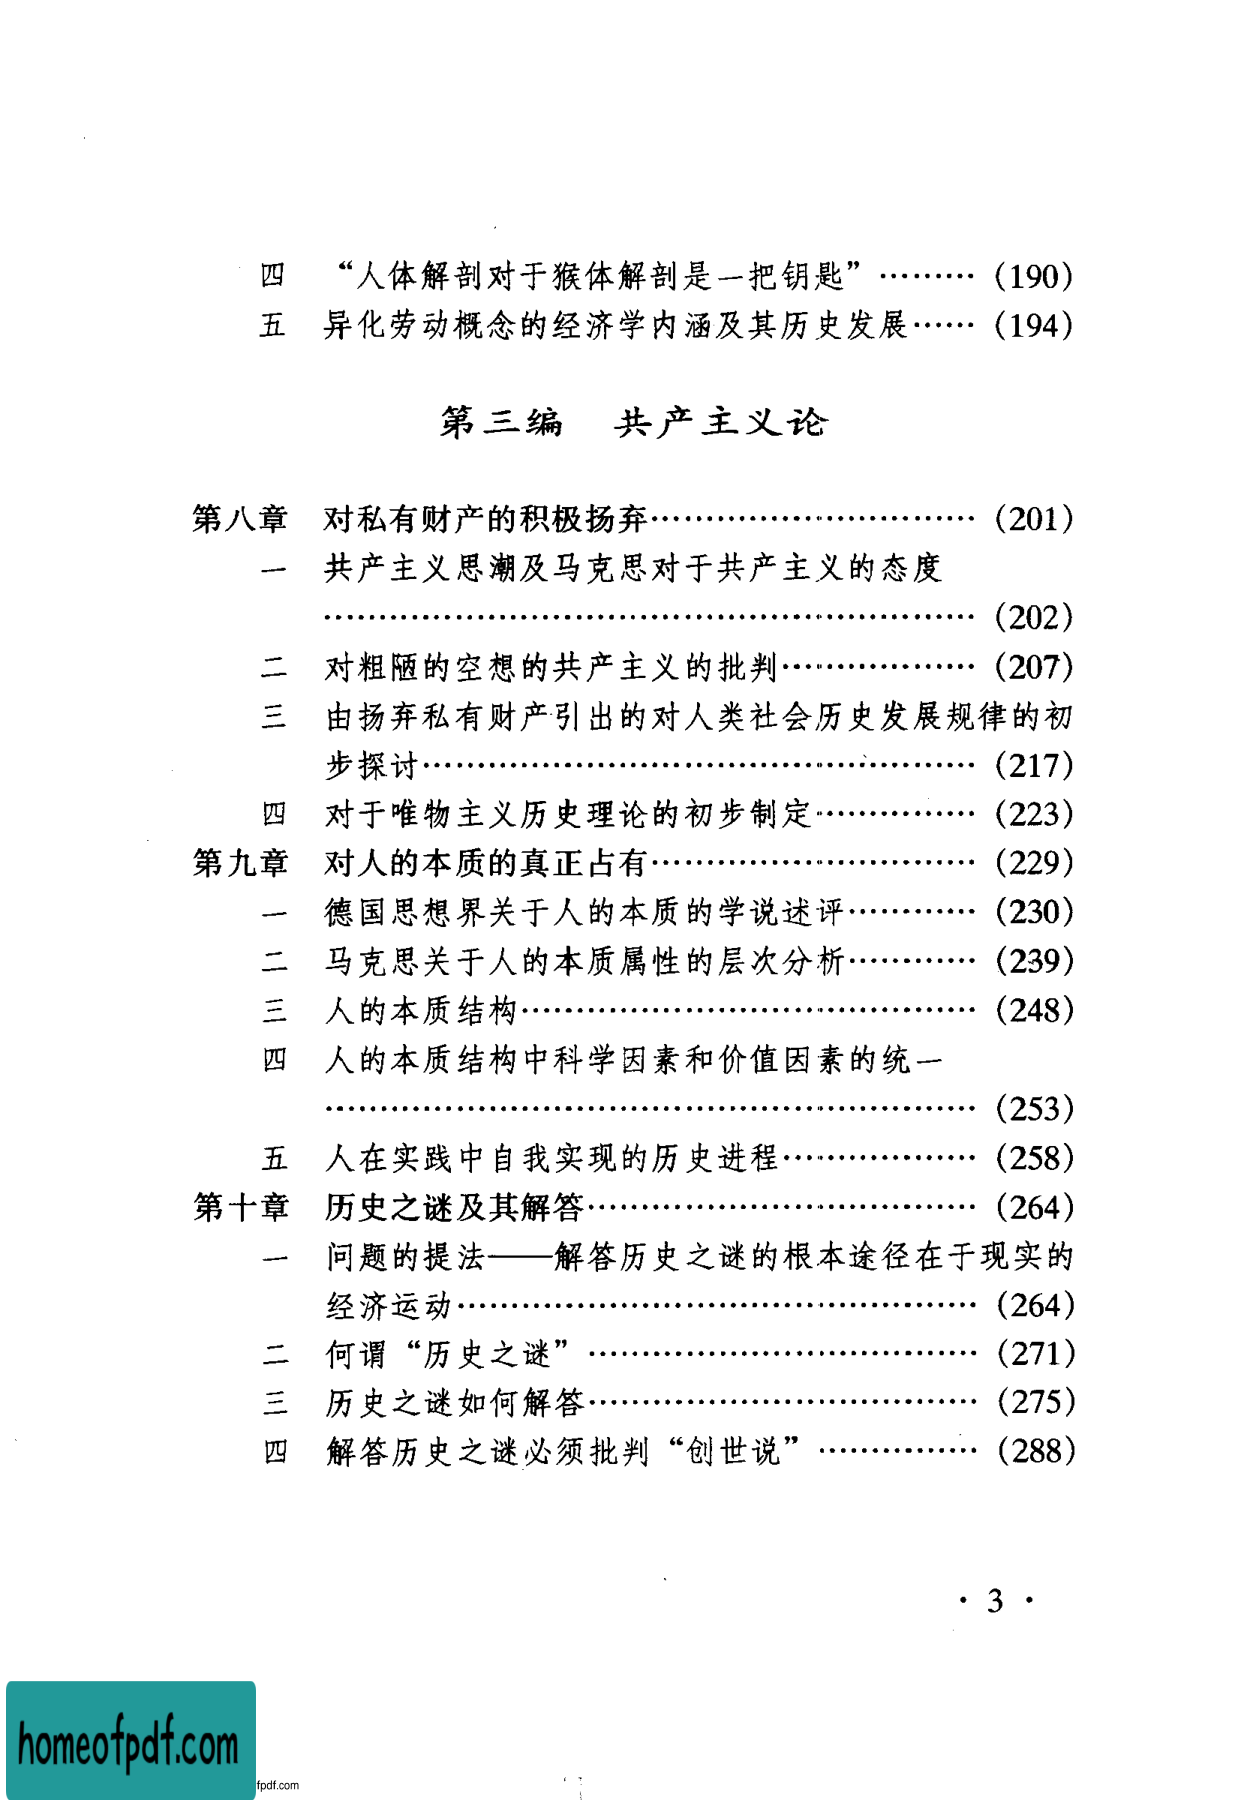 四 “人体解剖对于猴体解剖是一把钥匙” ……… (190)
五 异化劳动概念的经济学内涵及其历史发展…… (194)
第三编 共产主义论
第八章 对私有财产的积极扬弃………………………… (201)
一 共产主义思潮及马克思对于共产主义的态度
…………………………………………………… (202)
二 对粗陋的空想的共产主义的批判……………… (207)
三 由扬弃私有财产引出的对人类社会历史发展规律的初
步探讨…………………………………………… (217)
四 对于唯物主义历史理论的初步制定…………… (223)
第九章 对人的本质的真正占有………………………… (229)
一 德国思想界关于人的本质的学说述评………… (230)
二 马克思关于人的本质属性的层次分析………… (239)
三 人的本质结构…………………………………… (248)
四 人的本质结构中科学因素和价值因素的统一
…………………………………………………… (253)
五 人在实践中自我实现的历史进程……………… (258)
第十章 历史之谜及其解答……………………………… (264)
一 问题的提法——解答历史之谜的根本途径在于现实的
经济运动………………………………………… (264)
二 何谓“历史之谜” ……………………………… (271)
三 历史之谜如何解答……………………………… (275)
四 解答历史之谜必须批判“创世说” …………… (288)
· 3 ·
homeofpdf.com
fpdf.com